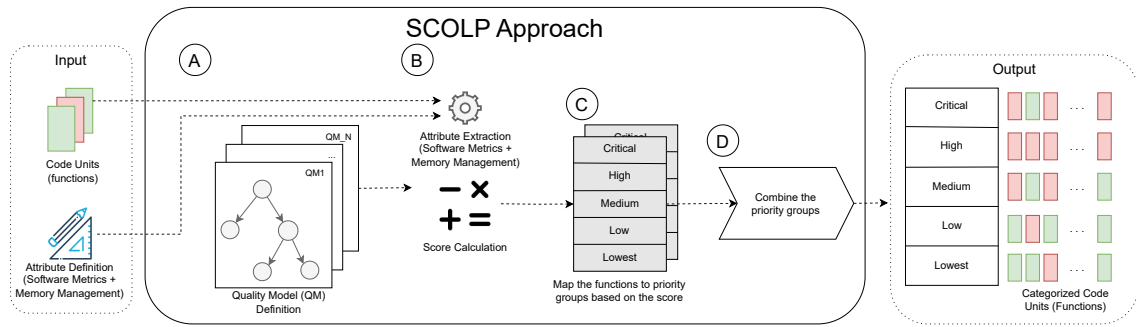 SCOLP Approach
Input
Code Units
(functions)
Attribute Definition
(Software Metrics +
Memory Management)
A
QM_N
...
QM1
Quality Model (QM)
Definition
B
Attribute Extraction
(Software Metrics +
Memory Management)
Score Calculation
C
Critical
Critical
High
Medium
Low
Lowest
Map the functions to priority
groups based on the score
D
Combine the
priority groups
Output
Critical
. . .
High
. . .
Medium
. . .
Low
. . .
Lowest
. . .
Categorized Code
Units (Functions)